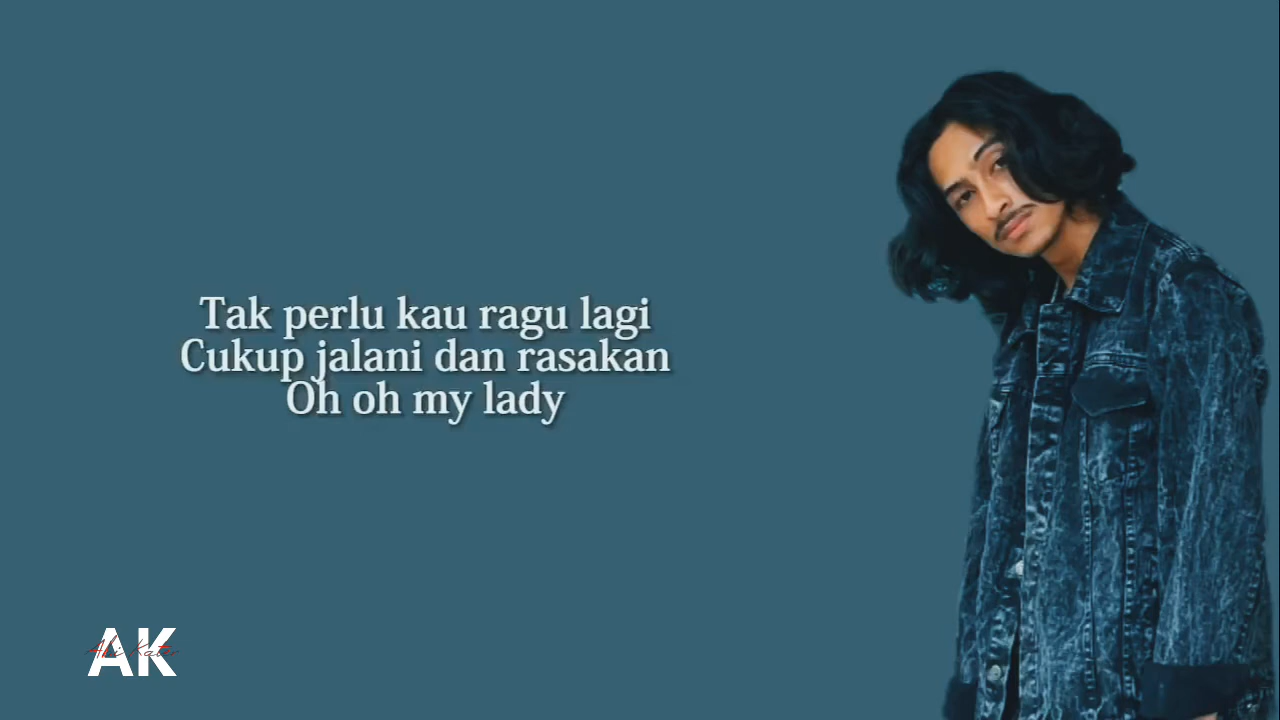 Tak perlu kau ragu lagi
Cukup jalani dan rasakan
Oh oh my lady
AK